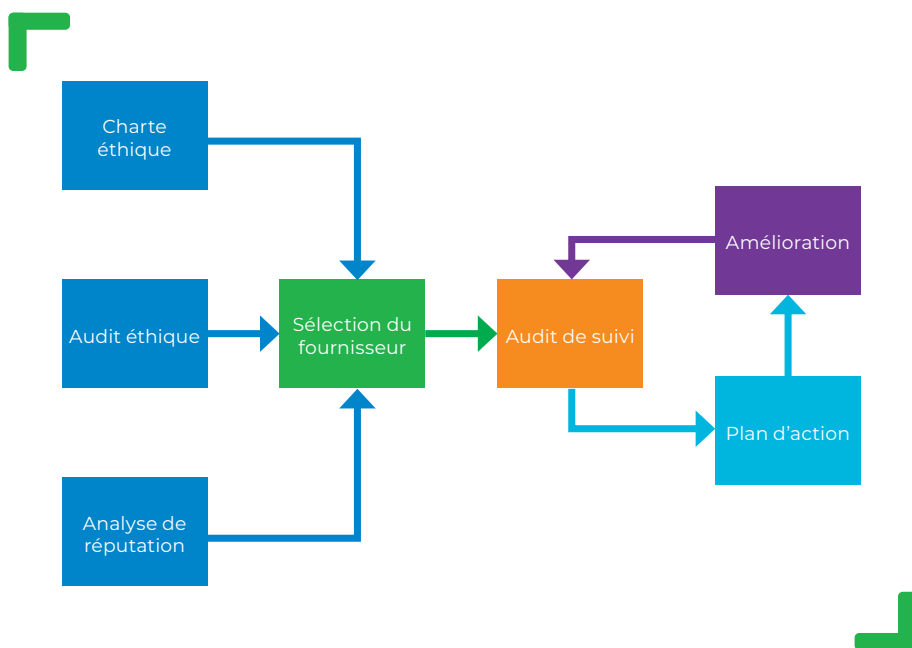 Charte
éthique
Audit éthique
Analyse de
réputation
Sélection du
fournisseur
Audit de suivi
Amélioration
Plan d’action